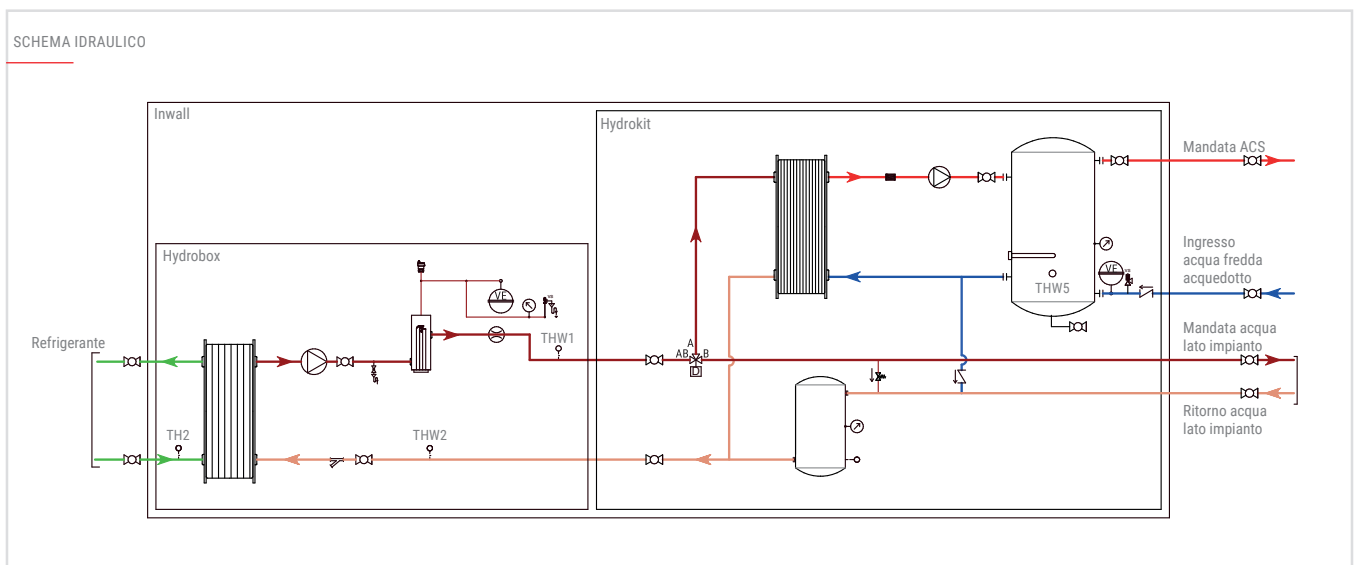 SCHEMA IDRAULICO
Inwall
Hydrokit
Mandata ACS
Hydrobox
Ingresso
acqua fredda
acquedotto
VE
VE
THW5
Refrigerante
THW1
A
AB
B
D
Mandata acqua
lato impianto
TH2
THW2
Ritorno acqua
lato impianto